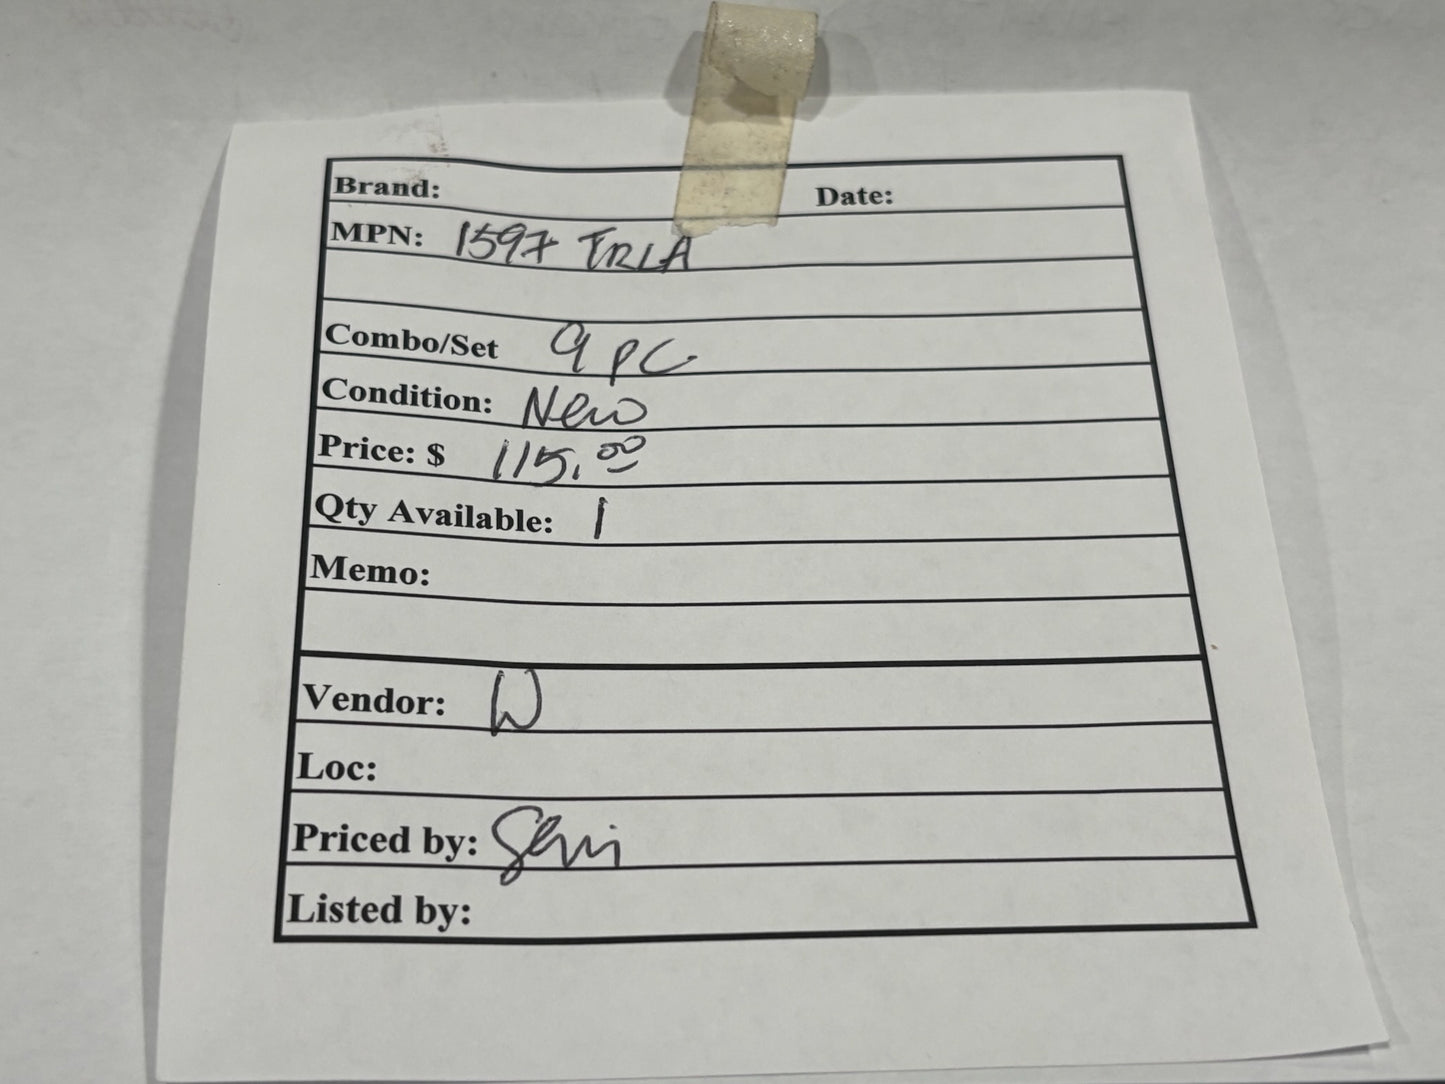 Brand: Date:
MPN: 1597 TRIA
Combo/Set 9 PC
Condition: New
Price: $ 115.00
Qty Available: 1
Memo:
Vendor: W
Loc:
Priced by:
Listed by: